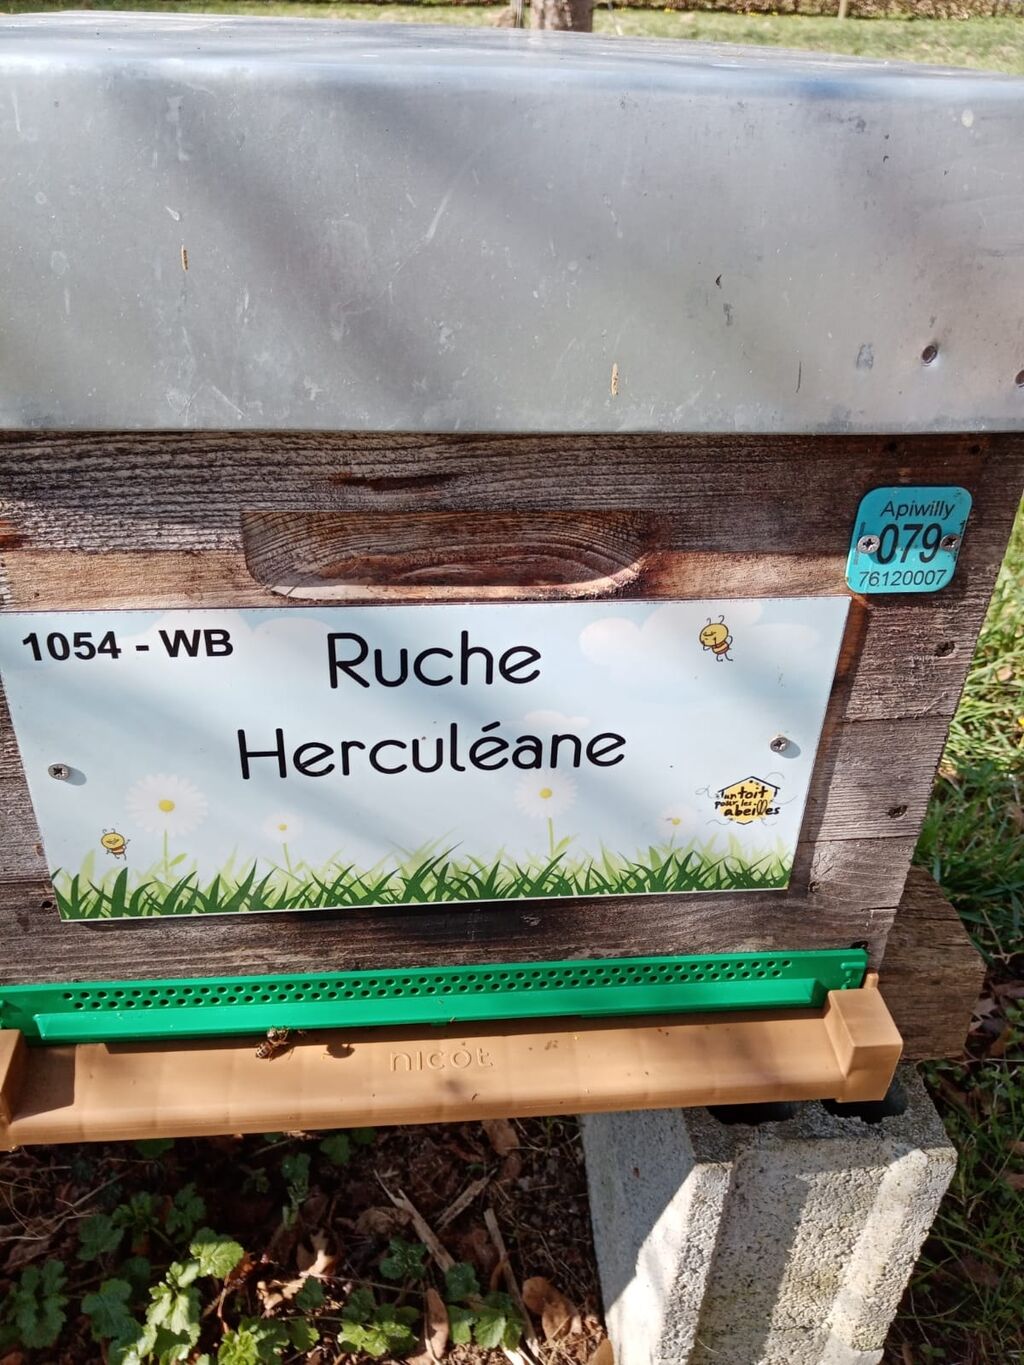 Apiwilly
079
76120007
1054 - WB
Ruche
Herculéane
un toit
pour les
abeilles
nicot